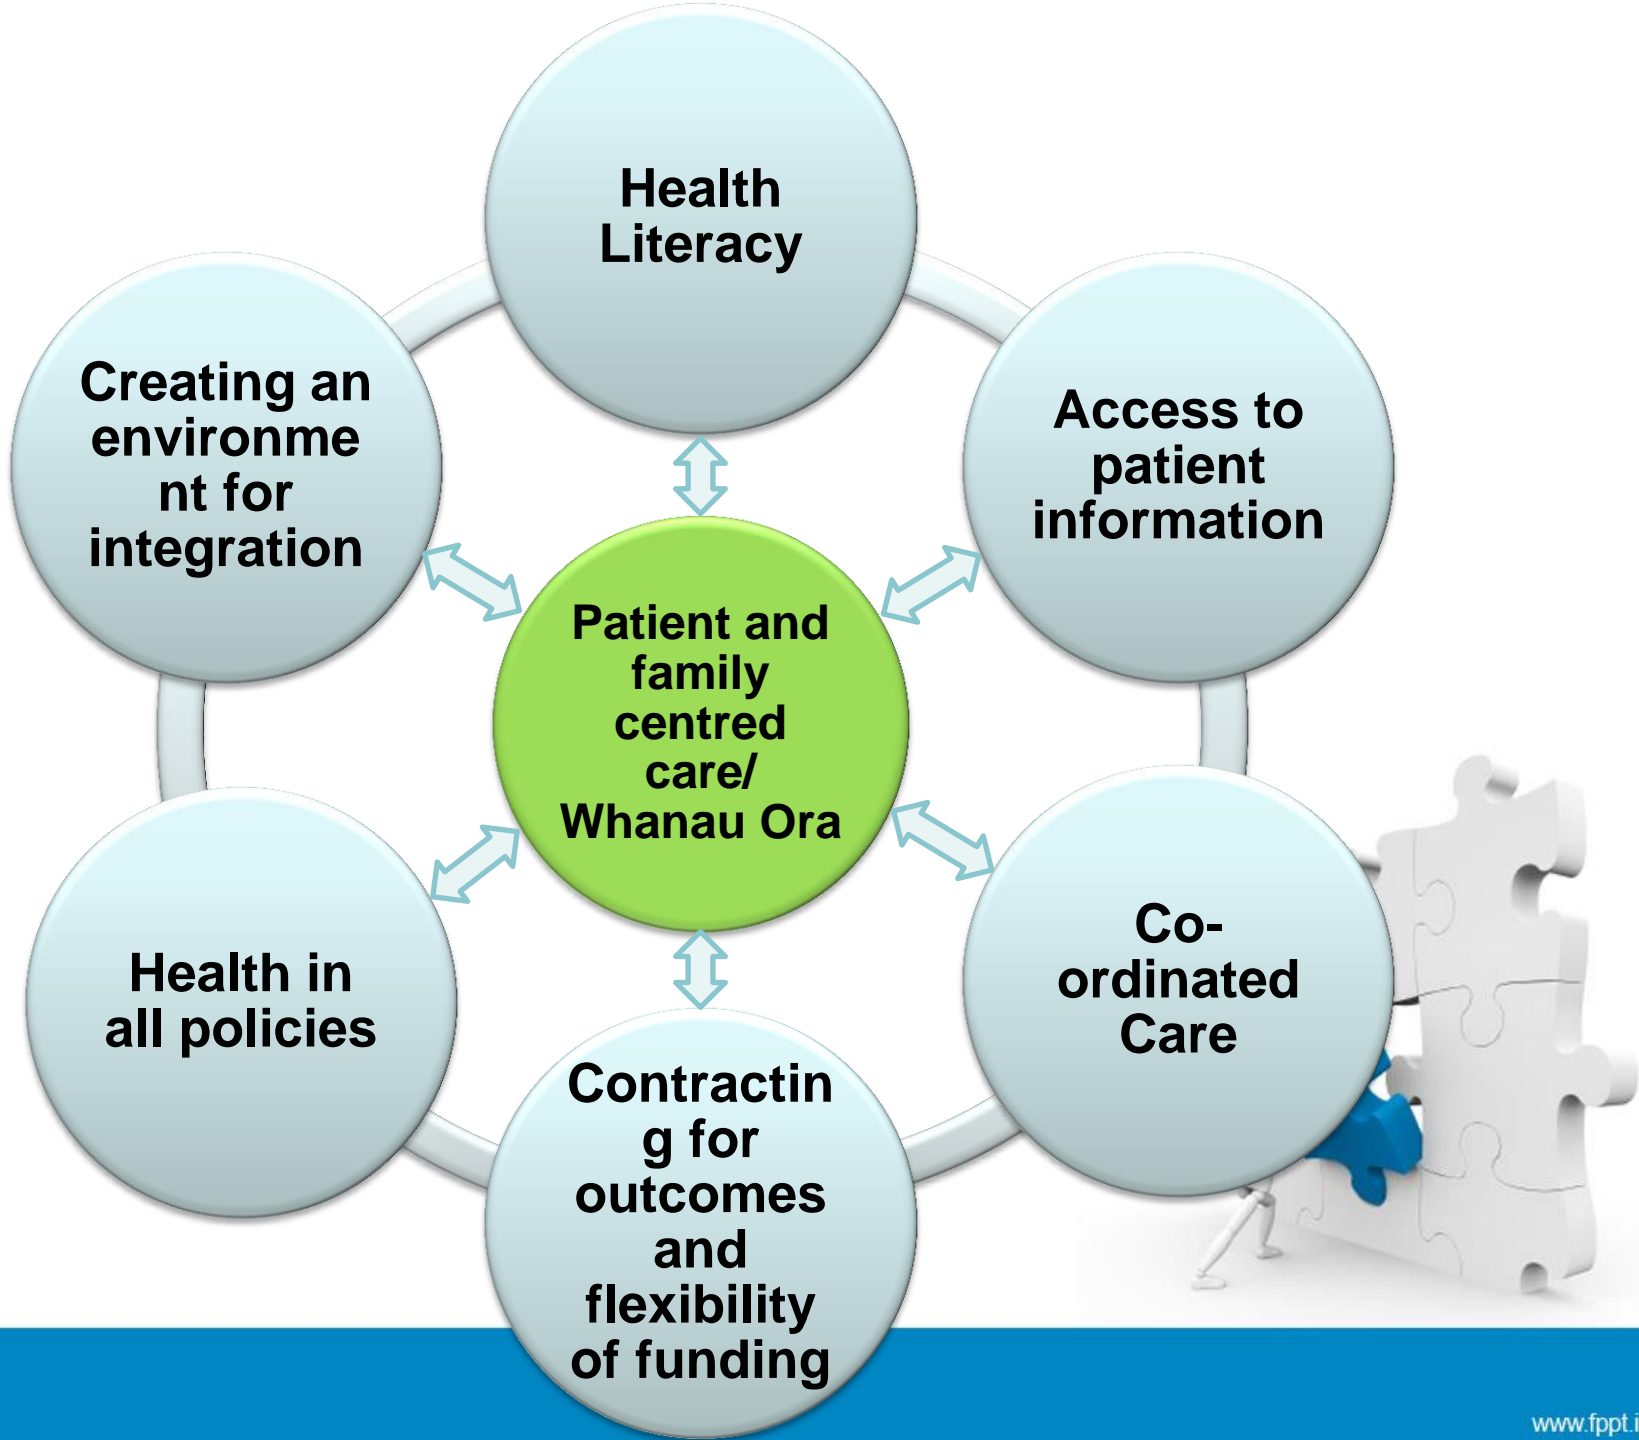 Health
Literacy
Access to
patient
information
Co-
ordinated
Care
Contractin
g for
outcomes
and
flexibility
of funding
Health in
all policies
Creating an
environme
nt for
integration
Patient and
family
centred
care/
Whanau Ora
www.fppt.i